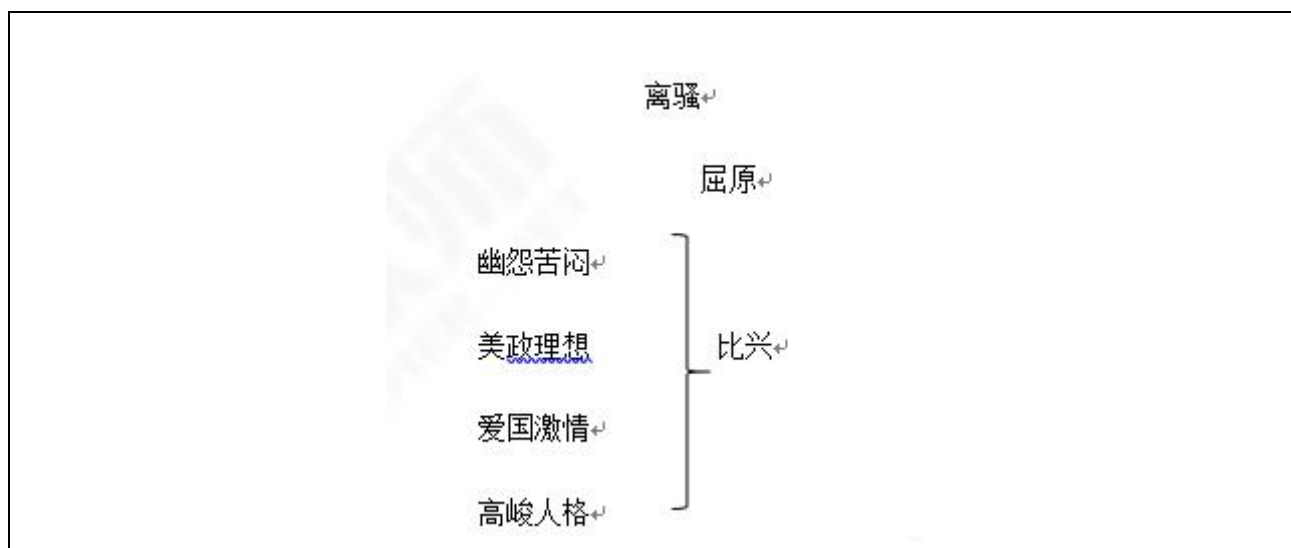 离骚
屈原
幽怨苦闷
美政理想 比兴
爱国激情
高峻人格